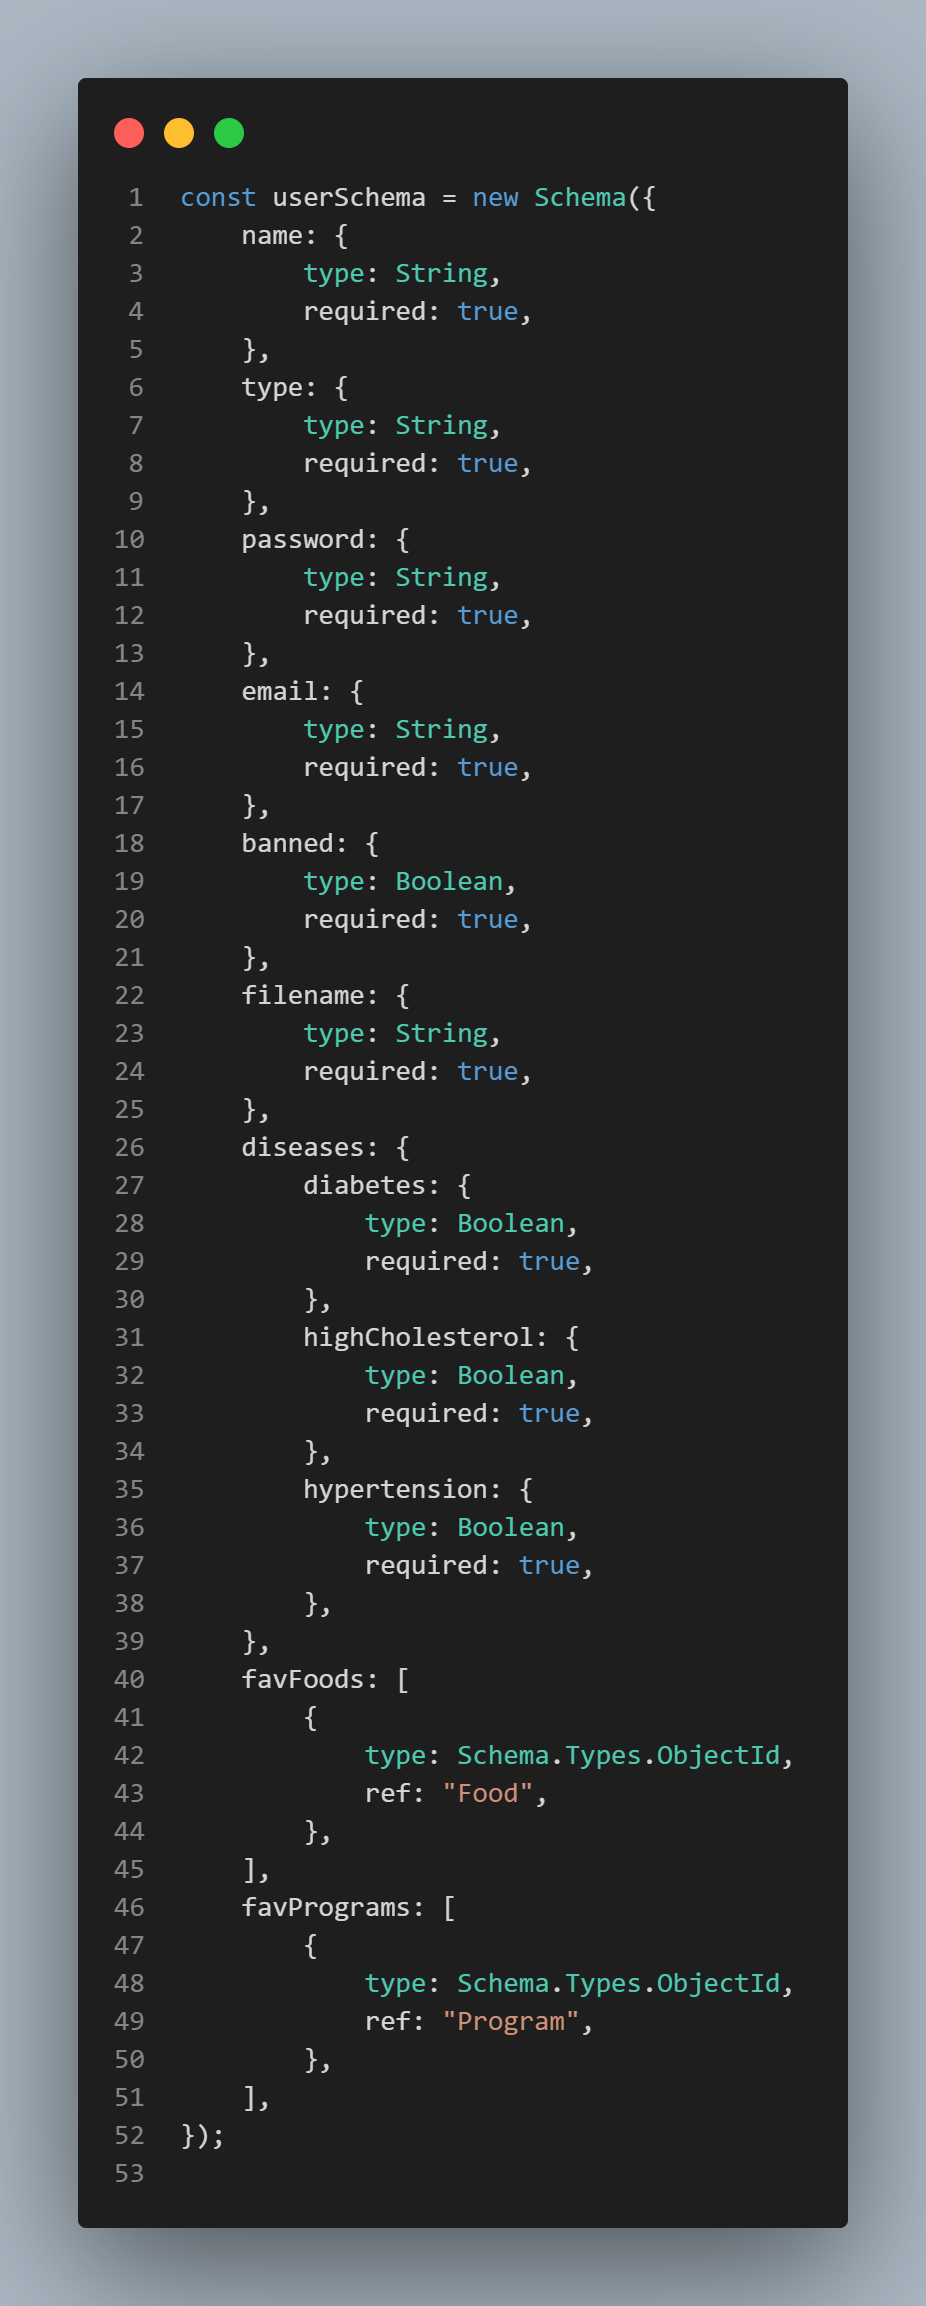 1 const userSchema = new Schema({
2     name: {
3         type: String,
4         required: true,
5     },
6     type: {
7         type: String,
8         required: true,
9     },
10     password: {
11         type: String,
12         required: true,
13     },
14     email: {
15         type: String,
16         required: true,
17     },
18     banned: {
19         type: Boolean,
20         required: true,
21     },
22     filename: {
23         type: String,
24         required: true,
25     },
26     diseases: {
27         diabetes: {
28             type: Boolean,
29             required: true,
30         },
31         highCholesterol: {
32             type: Boolean,
33             required: true,
34         },
35         hypertension: {
36             type: Boolean,
37             required: true,
38         },
39     },
40     favFoods: [
41         {
42             type: Schema.Types.ObjectId,
43             ref: "Food",
44         },
45     ],
46     favPrograms: [
47         {
48             type: Schema.Types.ObjectId,
49             ref: "Program",
50         },
51     ],
52 });
53